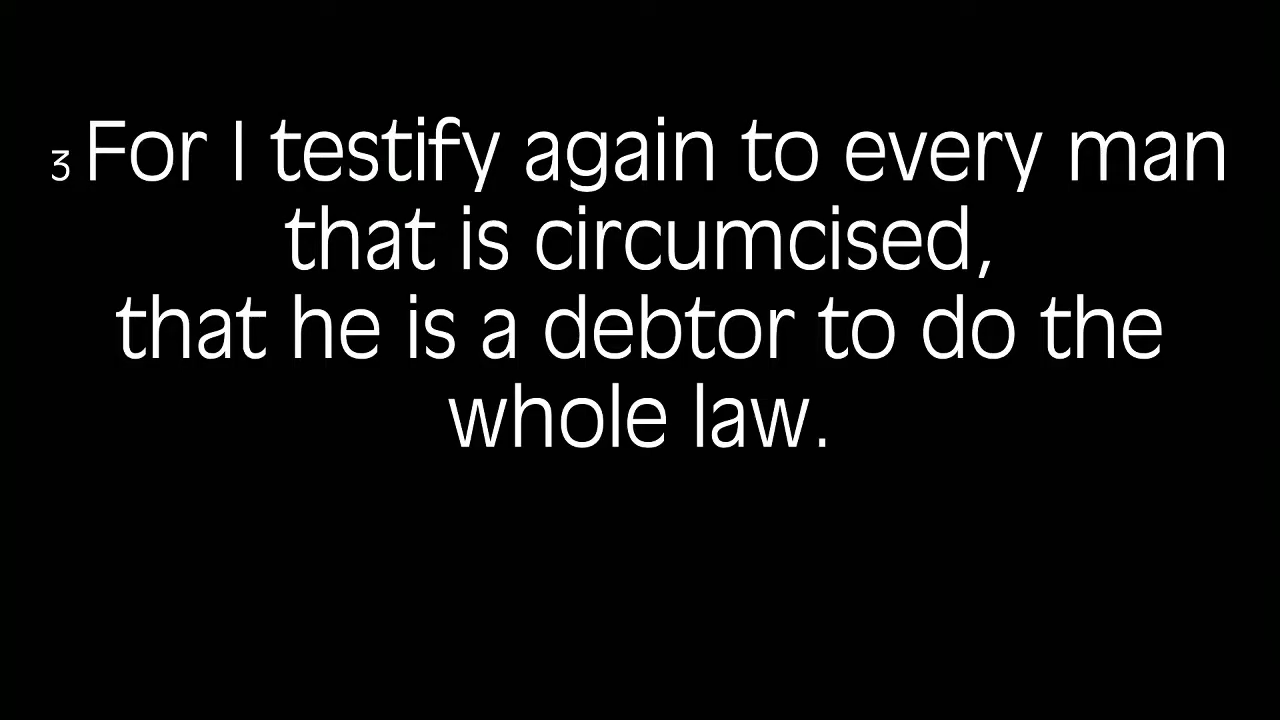 3 For I testify again to every man
that is circumcised,
that he is a debtor to do the
whole law.